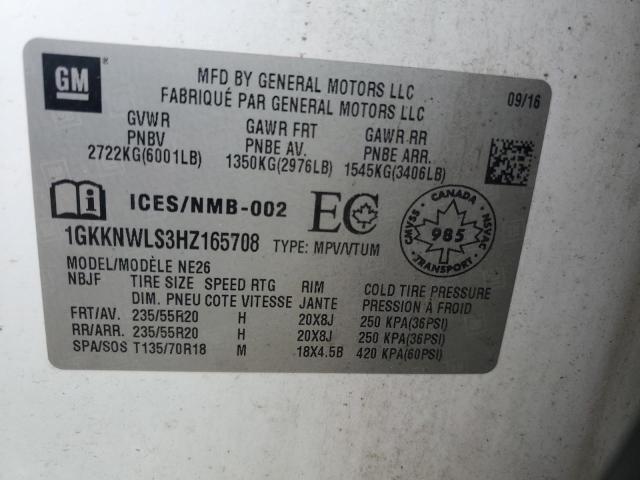 GM
MFD BY GENERAL MOTORS LLC
FABRIQUÉ PAR GENERAL MOTORS LLC
09/16
GVWR GAWR FRT GAWR RR
PNBV PNBE AV. PNBE ARR.
2722KG(6001LB) 1350KG(2976LB) 1545KG(3406LB)
ICES/NMB-002 EC
CANADA
CMVSS 985 NSVAC
TRANSPORT
1GKKNWLS3HZ165708 TYPE: MPV/VTUM
MODEL/MODÈLE NE26
NBJF TIRE SIZE SPEED RTG RIM COLD TIRE PRESSURE
DIM. PNEU COTE VITESSE JANTE PRESSION À FROID
FRT/AV. 235/55R20 H 20X8J 250 KPA(36PSI)
RR/ARR. 235/55R20 H 20X8J 250 KPA(36PSI)
SPA/SOS T135/70R18 M 18X4.5B 420 KPA(60PSI)